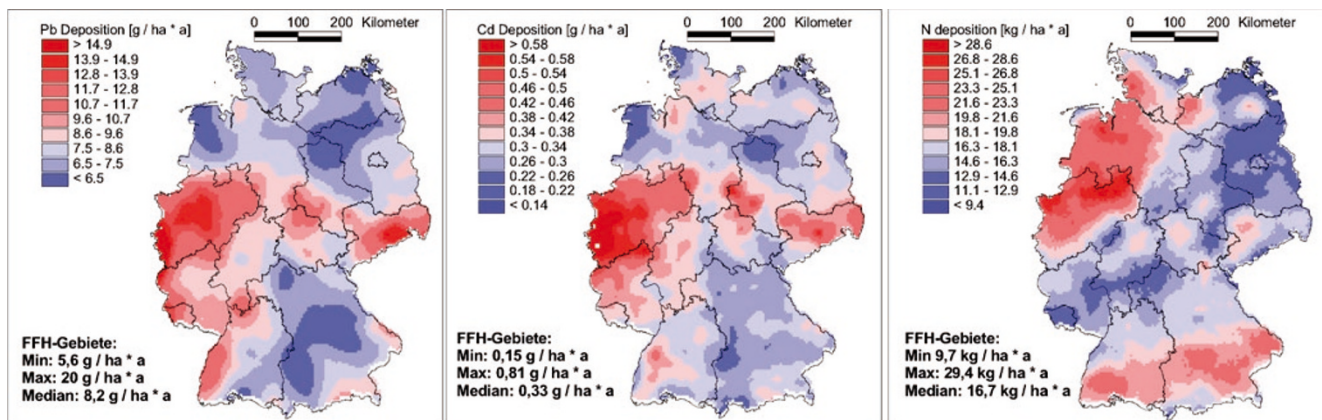 0 100 200 Kilometer
Pb Deposition [g / ha * a]
> 14.9
13.9 - 14.9
12.8 - 13.9
11.7 - 12.8
10.7 - 11.7
9.6 - 10.7
8.6 - 9.6
7.5 - 8.6
6.5 - 7.5
< 6.5
FFH-Gebiete:
Min: 5,6 g / ha * a
Max: 20 g / ha * a
Median: 8,2 g / ha * a
0 100 200 Kilometer
Cd Deposition [g / ha * a]
> 0.58
0.54 - 0.58
0.5 - 0.54
0.46 - 0.5
0.42 - 0.46
0.38 - 0.42
0.34 - 0.38
0.3 - 0.34
0.26 - 0.3
0.22 - 0.26
0.18 - 0.22
< 0.14
FFH-Gebiete:
Min: 0,15 g / ha * a
Max: 0,81 g / ha * a
Median: 0,33 g / ha * a
0 100 200 Kilometer
N deposition [kg / ha * a]
> 28.6
26.8 - 28.6
25.1 - 26.8
23.3 - 25.1
21.6 - 23.3
19.8 - 21.6
18.1 - 19.8
16.3 - 18.1
14.6 - 16.3
12.9 - 14.6
11.1 - 12.9
< 9.4
FFH-Gebiete:
Min 9,7 kg / ha * a
Max: 29,4 kg / ha * a
Median: 16,7 kg / ha * a